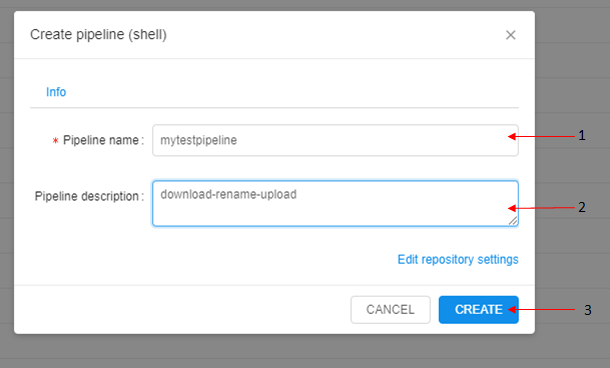 Create pipeline (shell)
Info
* Pipeline name : mytestpipeline
1
Pipeline description : download-rename-upload
2
Edit repository settings
CANCEL CREATE
3